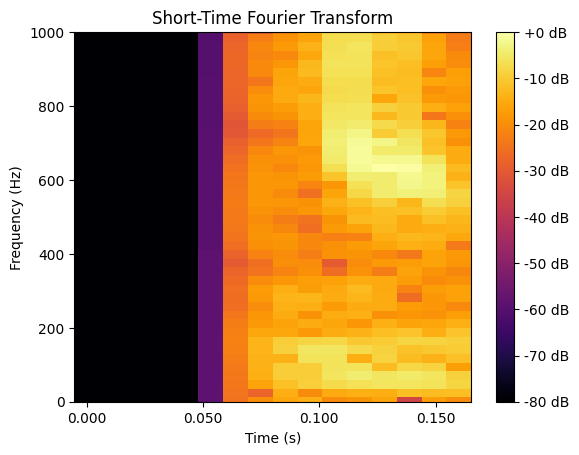 Short-Time Fourier Transform
Frequency (Hz)
1000
800
600
400
200
0
0.000
0.050
0.100
0.150
Time (s)
+0 dB
-10 dB
-20 dB
-30 dB
-40 dB
-50 dB
-60 dB
-70 dB
-80 dB